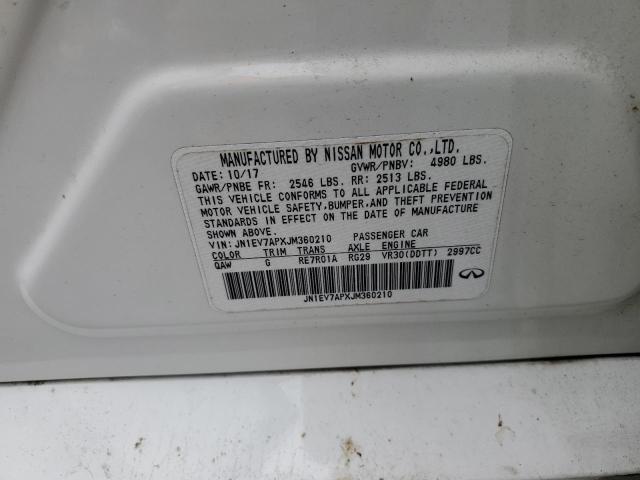 MANUFACTURED BY NISSAN MOTOR CO.,LTD.
DATE: 10/17 GVWR/PNBV: 4980 LBS.
GAWR/PNBE FR: 2546 LBS. RR: 2513 LBS.
THIS VEHICLE CONFORMS TO ALL APPLICABLE FEDERAL
MOTOR VEHICLE SAFETY,BUMPER,AND THEFT PREVENTION
STANDARDS IN EFFECT ON THE DATE OF MANUFACTURE
SHOWN ABOVE.
VIN: JN1EV7APXJM360210 PASSENGER CAR
COLOR TRIM TRANS AXLE ENGINE
QAW G RE7R01A RG29 VR30(DDTT) 2997CC
JN1EV7APXJM360210